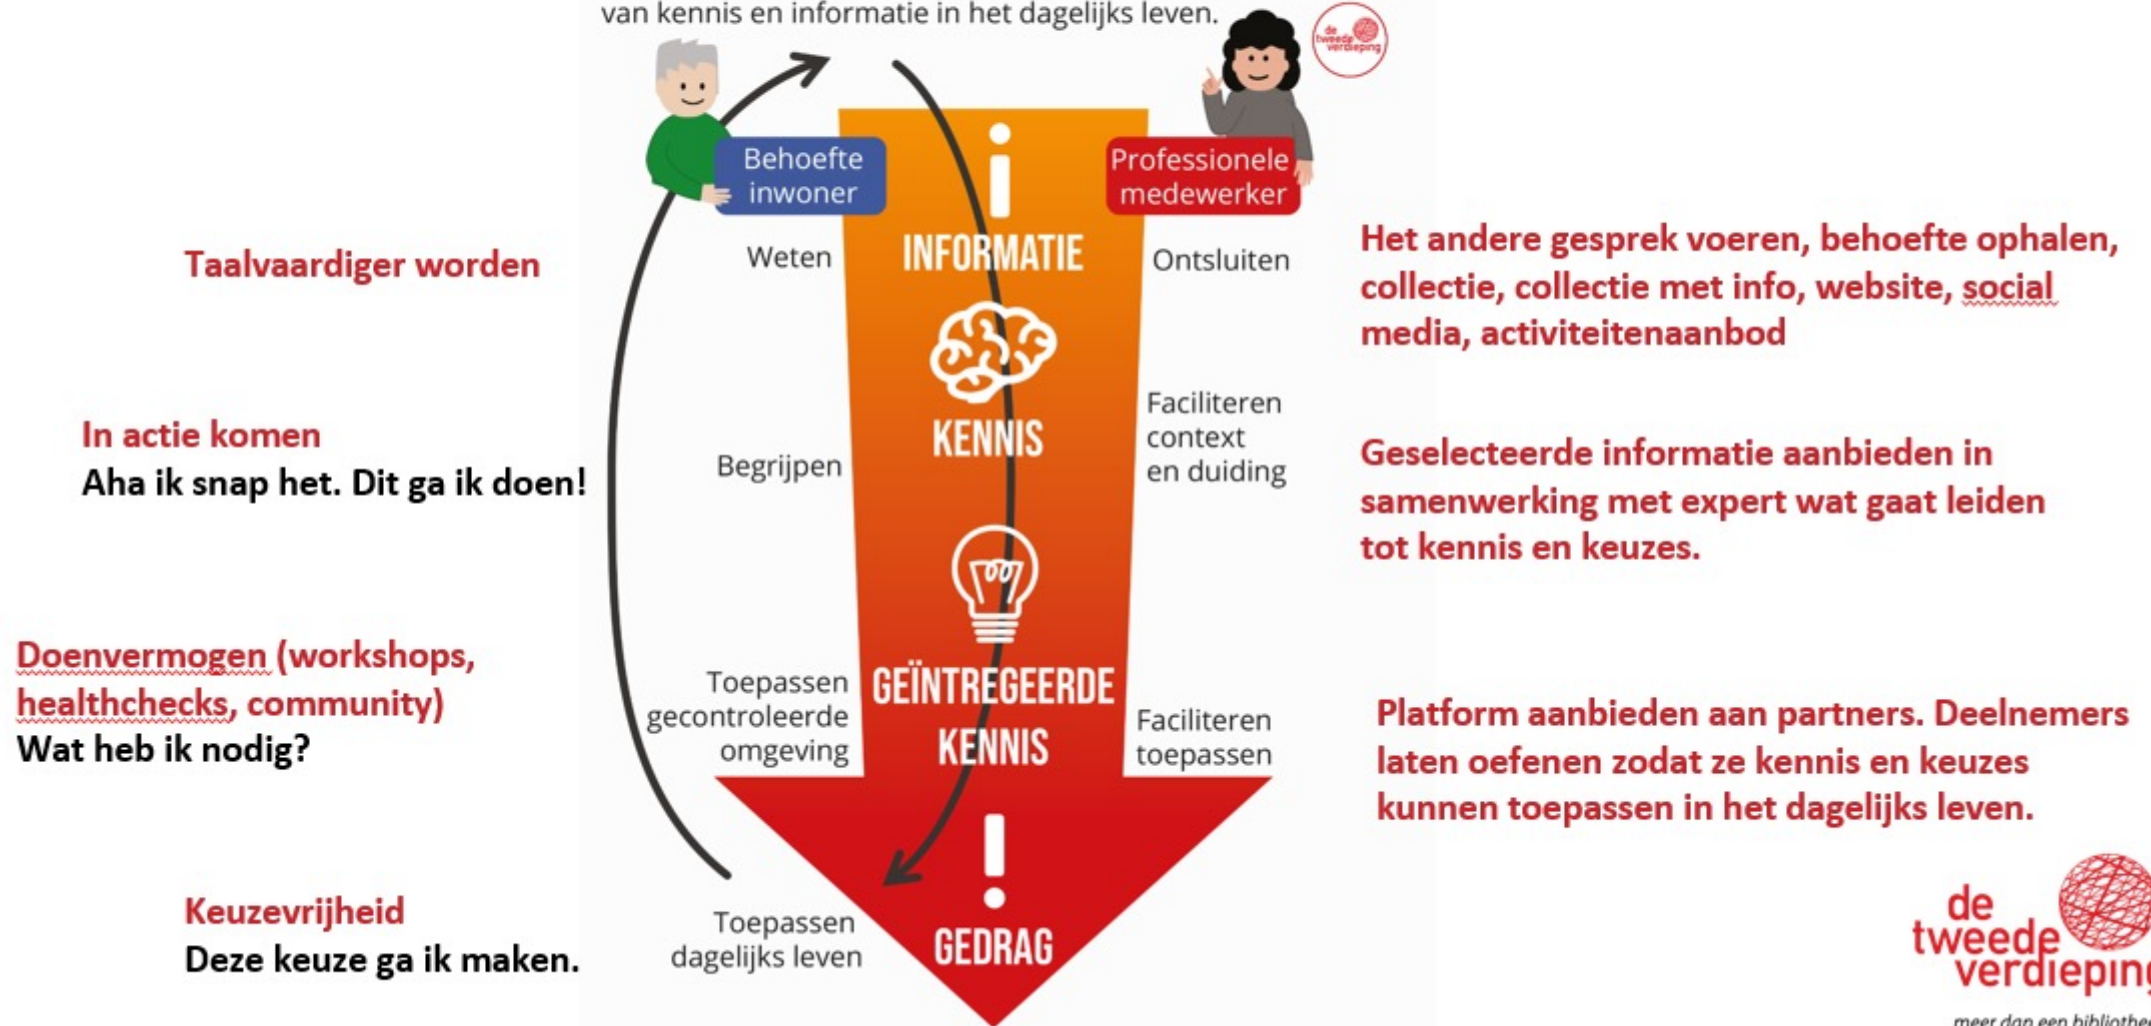 van kennis en informatie in het dagelijks leven.
de
tweede
verdieping
Behoefte
inwoner
Professionele
medewerker
Taalvaardiger worden
Weten
INFORMATIE
Ontsluiten
Het andere gesprek voeren, behoefte ophalen,
collectie, collectie met info, website, social
media, activiteitenaanbod
In actie komen
Aha ik snap het. Dit ga ik doen!
Begrijpen
KENNIS
Faciliteren
context
en duiding
Geselecteerde informatie aanbieden in
samenwerking met expert wat gaat leiden
tot kennis en keuzes.
Doenvermogen (workshops,
healthchecks, community)
Wat heb ik nodig?
Toepassen
gecontroleerde
omgeving
GEÏNTREGEERDE
KENNIS
Faciliteren
toepassen
Platform aanbieden aan partners. Deelnemers
laten oefenen zodat ze kennis en keuzes
kunnen toepassen in het dagelijks leven.
Keuzevrijheid
Deze keuze ga ik maken.
Toepassen
dagelijks leven
GEDRAG
de
tweede
verdieping
meer dan een bibliothee